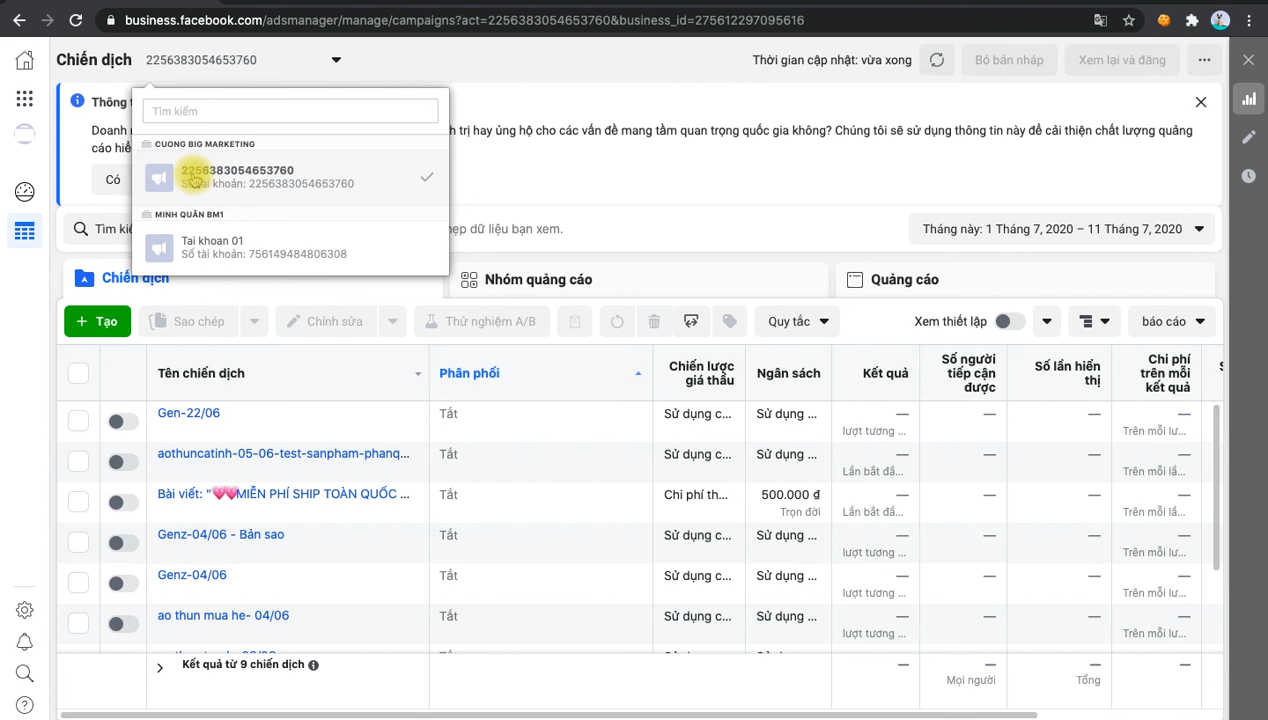 business.facebook.com/adsmanager/manage/campaigns?act=2256383054653760&business_id=275612297095616
Chiến dịch 2256383054653760
Thời gian cập nhật: vừa xong
Bỏ bản nháp
Xem lại và đăng
Thông t
Doanh n
ch trị hay ủng hộ cho các vấn đề mang tầm quan trọng quốc gia không? Chúng tôi sẽ sử dụng thông tin này để cải thiện chất lượng quảng
cáo hiể
Có
Tìm kiếm
CUONG BIG MARKETING
2256383054653760
Số tài khoản: 2256383054653760
MINH QUÂN BM1
Tai khoan 01
Số tài khoản: 756149484806308
Tìm kiế
hẹp dữ liệu bạn xem.
Tháng này: 1 Tháng 7, 2020 – 11 Tháng 7, 2020
Chiến dịch
Nhóm quảng cáo
Quảng cáo
+ Tạo
Sao chép
Chỉnh sửa
Thử nghiệm A/B
Quy tắc
Xem thiết lập
báo cáo
Tên chiến dịch
Phân phối
Chiến lược
giá thầu
Ngân sách
Kết quả
Số người
tiếp cận
được
Số lần hiển
thị
Chi phí
trên mỗi
kết quả
S
Gen-22/06 Tắt Sử dụng c... Sử dụng ... — — — —
lượt tương ... Trên mỗi lư...
aothuncatinh-05-06-test-sanpham-phanq... Tắt Sử dụng c... Sử dụng ... — — — —
Lần bắt đầ... Trên mỗi lầ...
Bài viết: "💗💗MIỄN PHÍ SHIP TOÀN QUỐC ... Tắt Chi phí th... 500.000 ₫ — — — —
Trọn đời Lần bắt đầ... Trên mỗi lầ...
Genz-04/06 - Bản sao Tắt Sử dụng c... Sử dụng ... — — — —
lượt tương ... Trên mỗi lư...
Genz-04/06 Tắt Sử dụng c... Sử dụng ... — — — —
lượt tương ... Trên mỗi lư...
ao thun mua he- 04/06 Tắt Sử dụng c... Sử dụng ... — — — —
lượt tương ... Trên mỗi lư...
Kết quả từ 9 chiến dịch — — — —
Mọi người Tổng